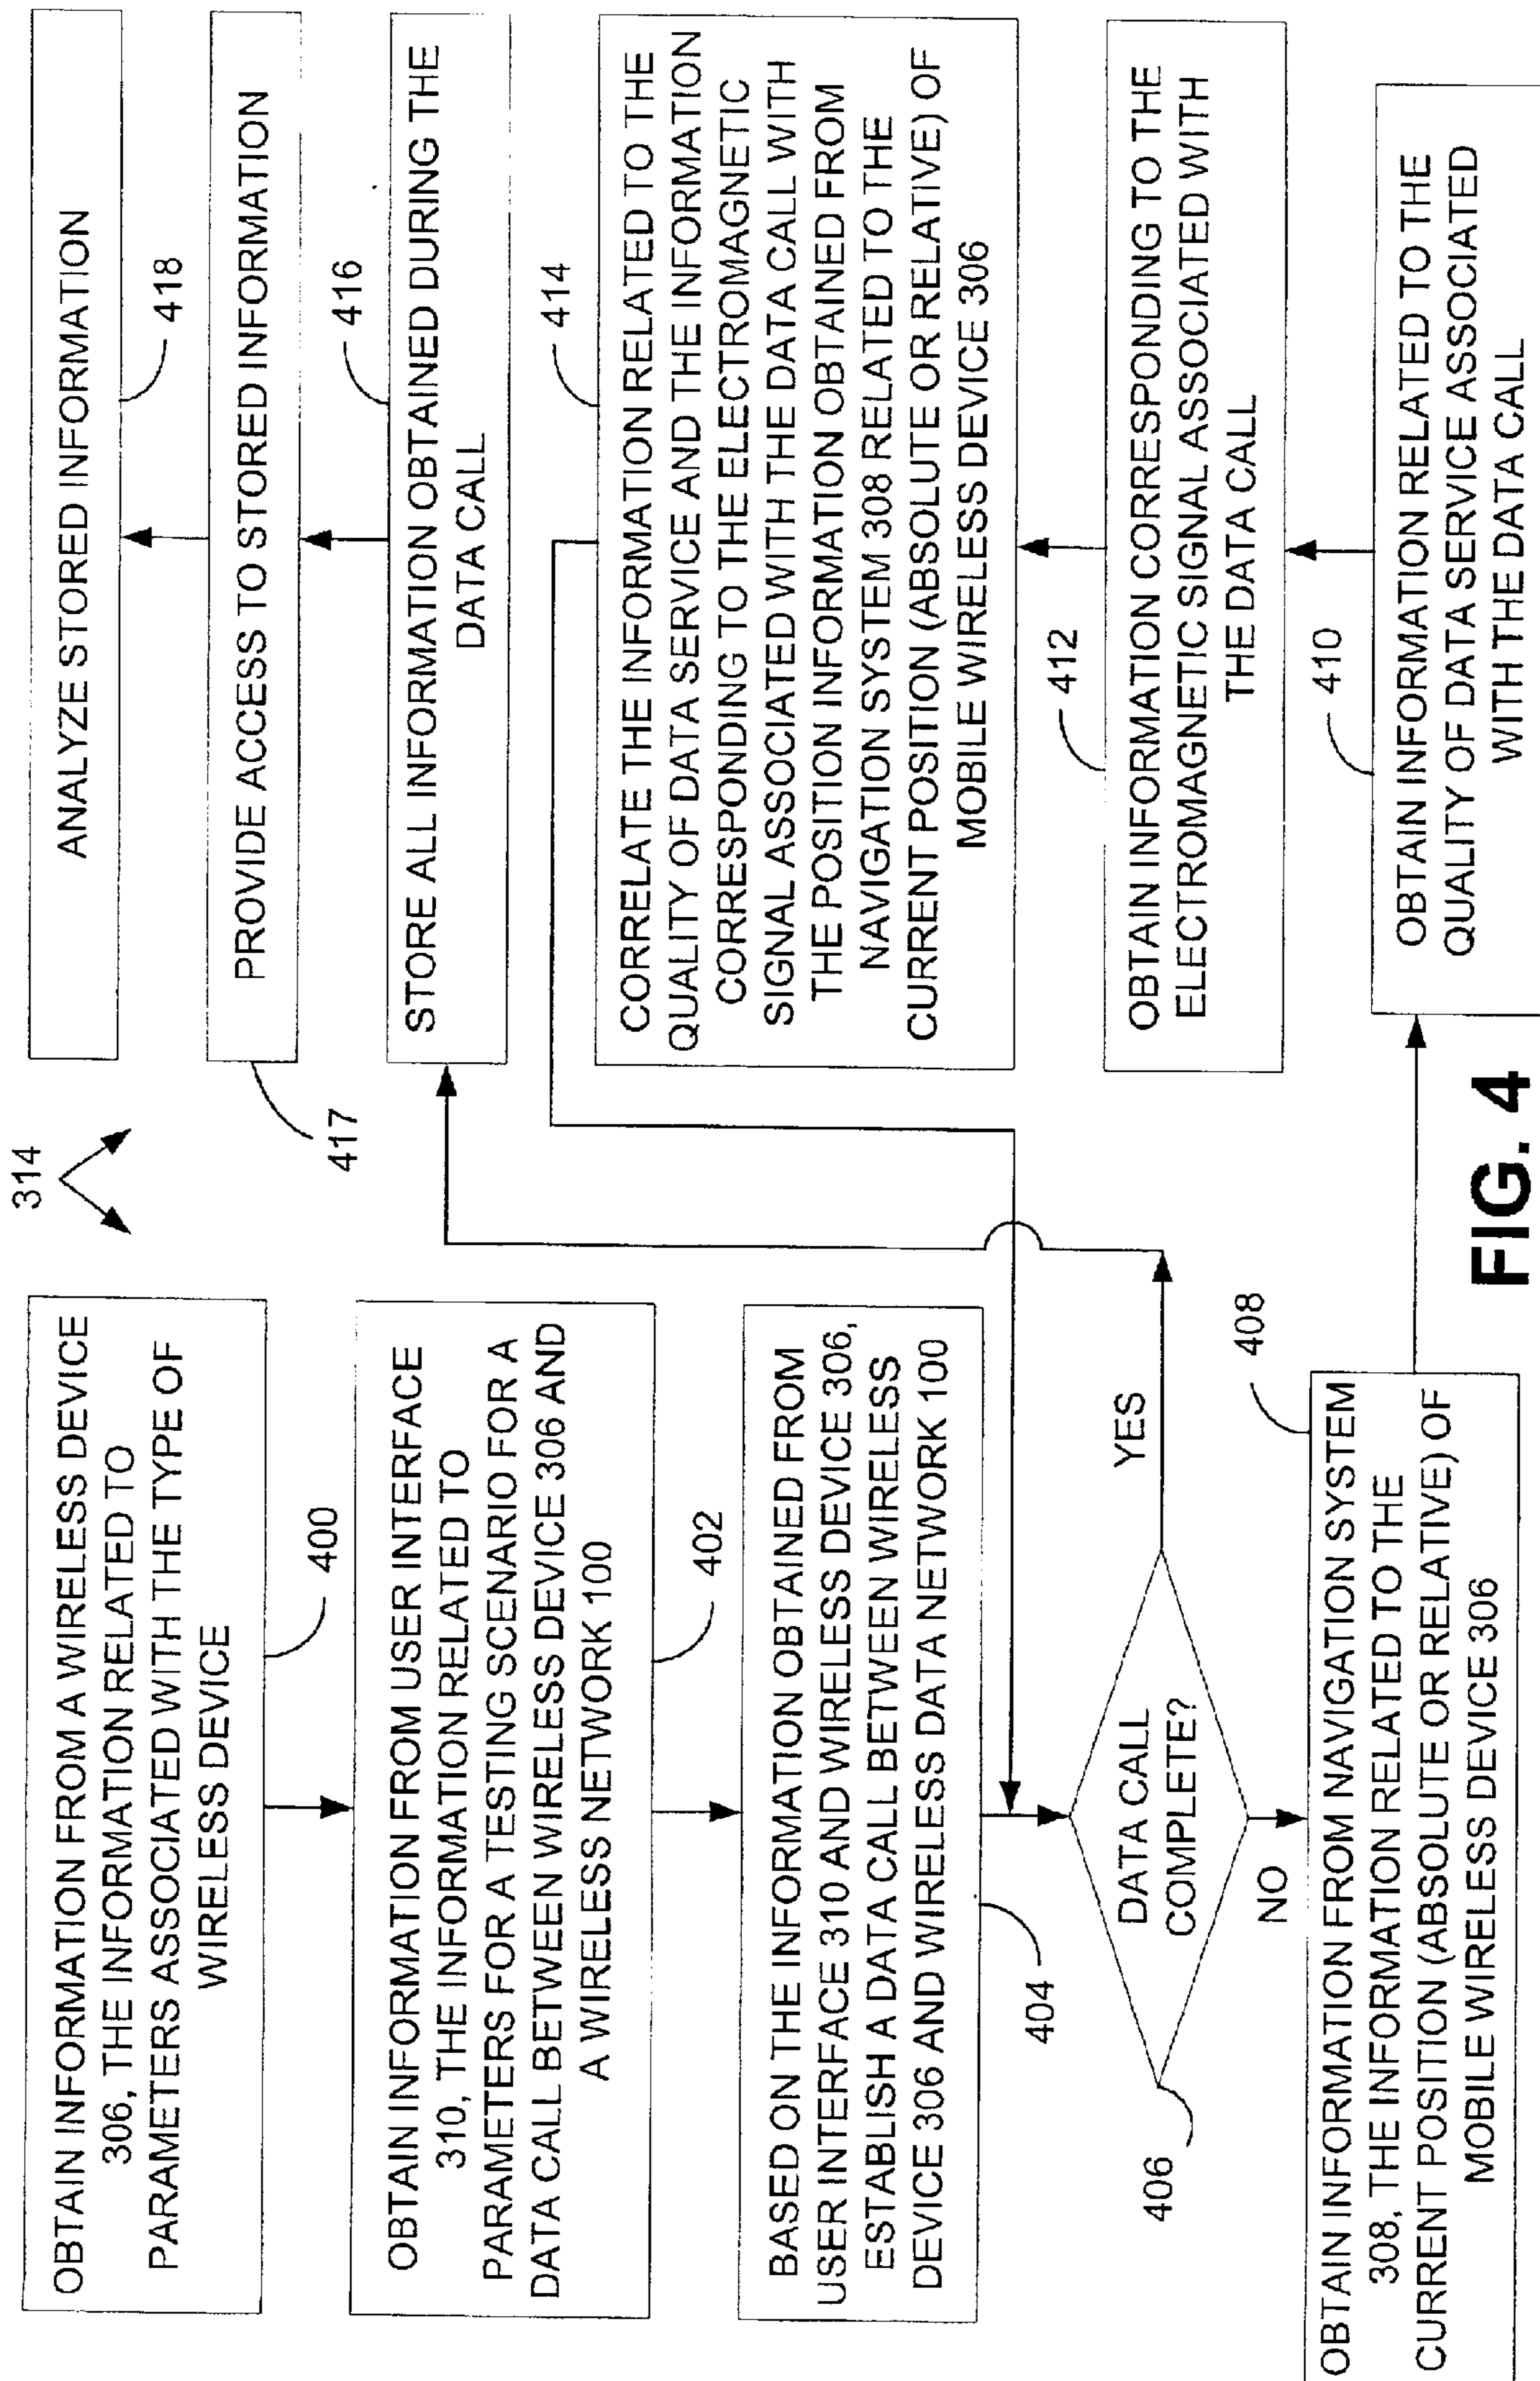 314
OBTAIN INFORMATION FROM A WIRELESS DEVICE
306, THE INFORMATION RELATED TO
PARAMETERS ASSOCIATED WITH THE TYPE OF
WIRELESS DEVICE
400
OBTAIN INFORMATION FROM USER INTERFACE
310, THE INFORMATION RELATED TO
PARAMETERS FOR A TESTING SCENARIO FOR A
DATA CALL BETWEEN WIRELESS DEVICE 306 AND
A WIRELESS NETWORK 100
402
BASED ON THE INFORMATION OBTAINED FROM
USER INTERFACE 310 AND WIRELESS DEVICE 306,
ESTABLISH A DATA CALL BETWEEN WIRELESS
DEVICE 306 AND WIRELESS DATA NETWORK 100
404
DATA CALL
COMPLETE?
406
YES
NO
408
OBTAIN INFORMATION FROM NAVIGATION SYSTEM
308, THE INFORMATION RELATED TO THE
CURRENT POSITION (ABSOLUTE OR RELATIVE) OF
MOBILE WIRELESS DEVICE 306
ANALYZE STORED INFORMATION
418
PROVIDE ACCESS TO STORED INFORMATION
417
416
STORE ALL INFORMATION OBTAINED DURING THE
DATA CALL
414
CORRELATE THE INFORMATION RELATED TO THE
QUALITY OF DATA SERVICE AND THE INFORMATION
CORRESPONDING TO THE ELECTROMAGNETIC
SIGNAL ASSOCIATED WITH THE DATA CALL WITH
THE POSITION INFORMATION OBTAINED FROM
NAVIGATION SYSTEM 308 RELATED TO THE
CURRENT POSITION (ABSOLUTE OR RELATIVE) OF
MOBILE WIRELESS DEVICE 306
412
OBTAIN INFORMATION CORRESPONDING TO THE
ELECTROMAGNETIC SIGNAL ASSOCIATED WITH
THE DATA CALL
410
OBTAIN INFORMATION RELATED TO THE
QUALITY OF DATA SERVICE ASSOCIATED
WITH THE DATA CALL
FIG. 4